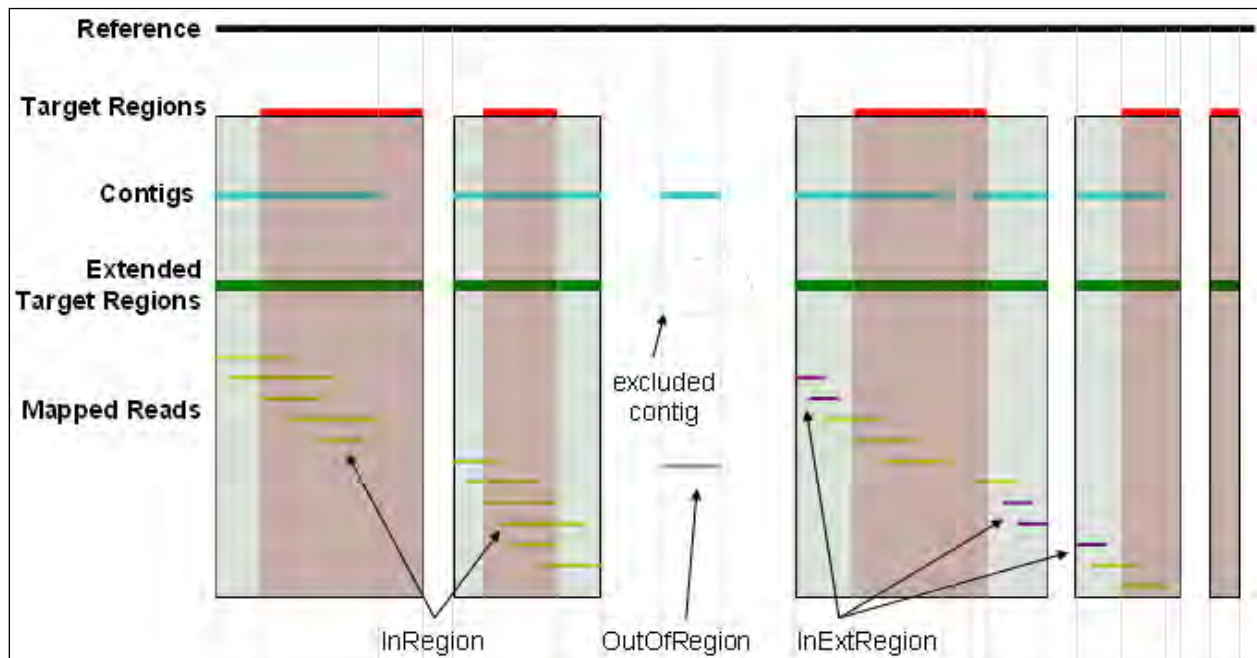 Reference
Target Regions
Contigs
Extended
Target Regions
excluded
contig
Mapped Reads
InRegion
OutOfRegion
InExtRegion